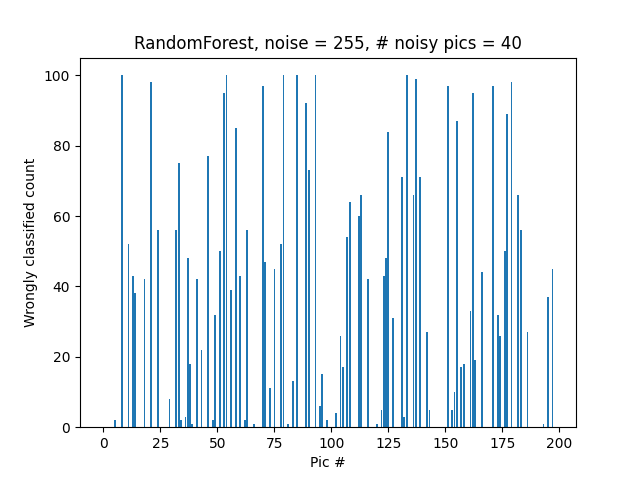 RandomForest, noise = 255, # noisy pics = 40
100
80
60
40
20
0
Wrongly classified count
0 25 50 75 100 125 150 175 200
Pic #